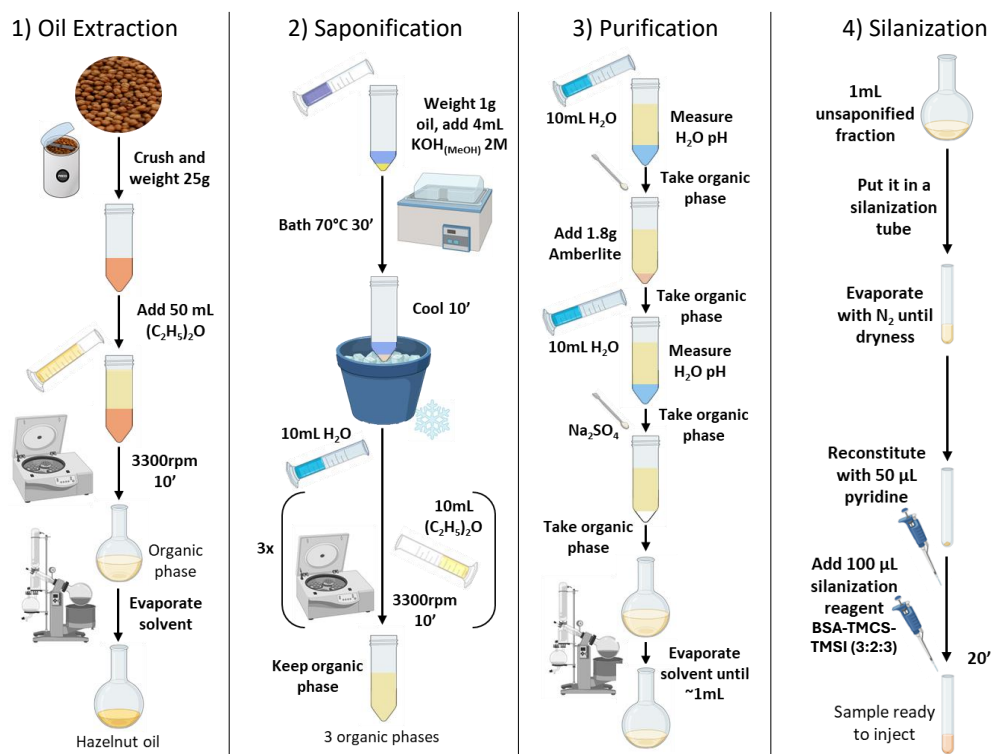 1) Oil Extraction
Crush and
weight 25g
Add 50 mL
(C₂H₅)₂O
3300rpm
10’
Organic
phase
Evaporate
solvent
Hazelnut oil
2) Saponification
Weight 1g
oil, add 4mL
KOH(MeOH) 2M
Bath 70°C 30’
Cool 10’
10mL H₂O
3x
10mL
(C₂H₅)₂O
3300rpm
10’
Keep organic
phase
3 organic phases
3) Purification
10mL H₂O
Measure
H₂O pH
Take organic
phase
Add 1.8g
Amberlite
Take organic
phase
10mL H₂O
Measure
H₂O pH
Take organic
phase
Na₂SO₄
Take organic
phase
Evaporate
solvent until
~1mL
4) Silanization
1mL
unsaponified
fraction
Put it in a
silanization
tube
Evaporate
with N₂ until
dryness
Reconstitute
with 50 µL
pyridine
Add 100 µL
silanization
reagent
BSA-TMCS-
TMSI (3:2:3)
20’
Sample ready
to inject